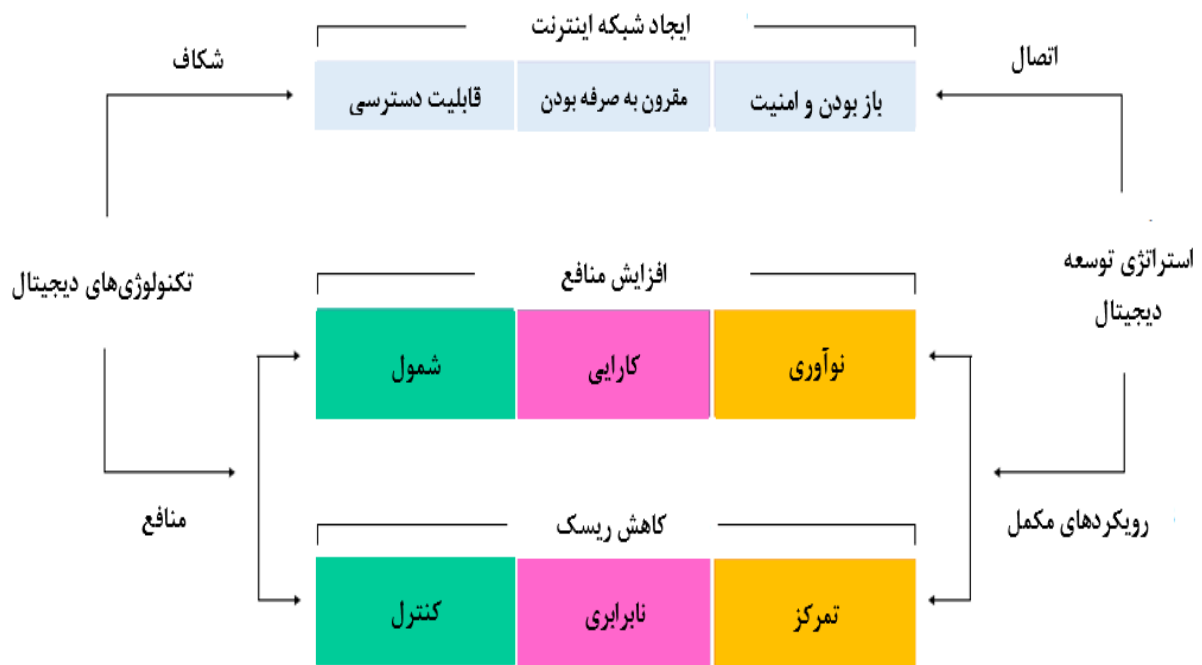 ایجاد شبکه اینترنت
اتصال
شکاف
باز بودن و امنیت
مقرون به صرفه بودن
قابلیت دسترسی
استراتژی توسعه
دیجیتال
تکنولوژی‌های دیجیتال
افزایش منافع
نوآوری
کارایی
شمول
رویکردهای مکمل
منافع
کاهش ریسک
تمرکز
نابرابری
کنترل